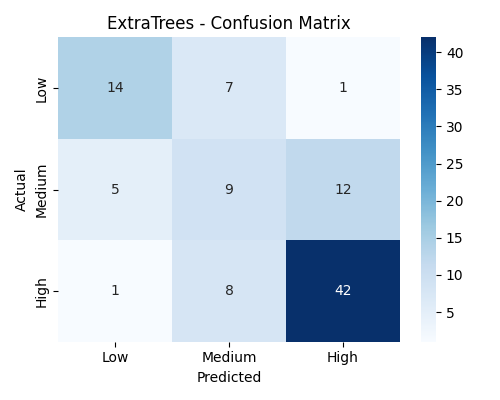 ExtraTrees - Confusion Matrix
Actual
Low
Medium
High
14 7 1
5 9 12
1 8 42
Low Medium High
Predicted
40
35
30
25
20
15
10
5